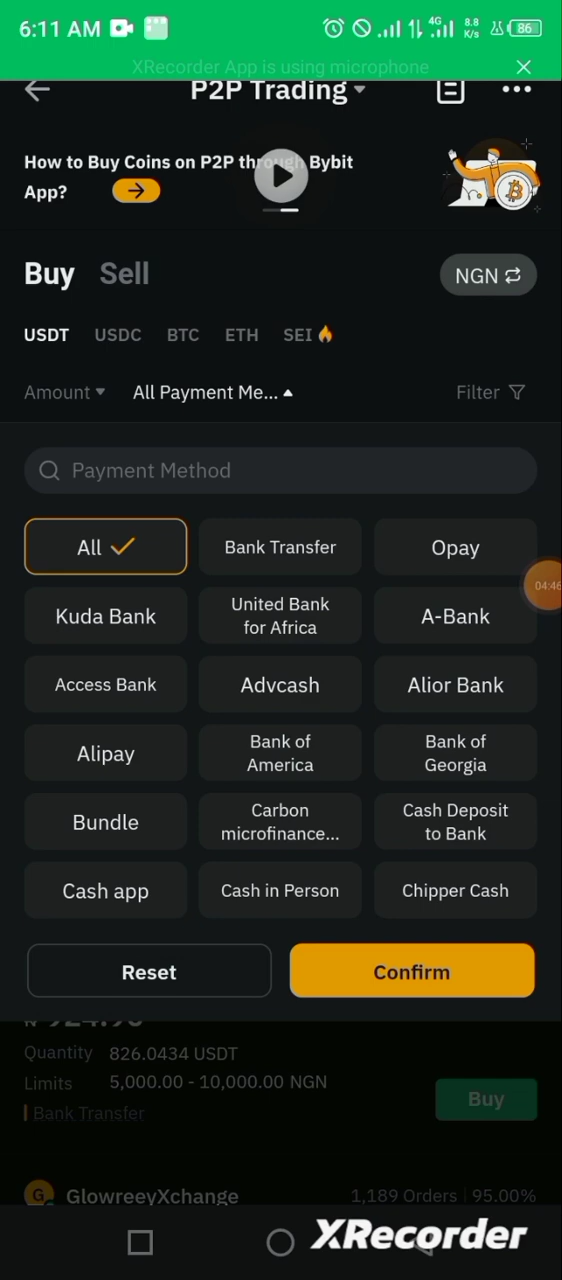 6:11 AM 4G 8.8 K/s 86
XRecorder App is using microphone
P2P Trading
How to Buy Coins on P2P through Bybit
App?
Buy Sell NGN
USDT USDC BTC ETH SEI
Amount All Payment Me... Filter
Payment Method
All Bank Transfer Opay
04:46
Kuda Bank United Bank for Africa A-Bank
Access Bank Advcash Alior Bank
Alipay Bank of America Bank of Georgia
Bundle Carbon microfinance... Cash Deposit to Bank
Cash app Cash in Person Chipper Cash
Reset Confirm
Quantity 826.0434 USDT
Limits 5,000.00 - 10,000.00 NGN
Buy
Bank Transfer
G GlowreeyXchange 1,189 Orders | 95.00%
XRecorder